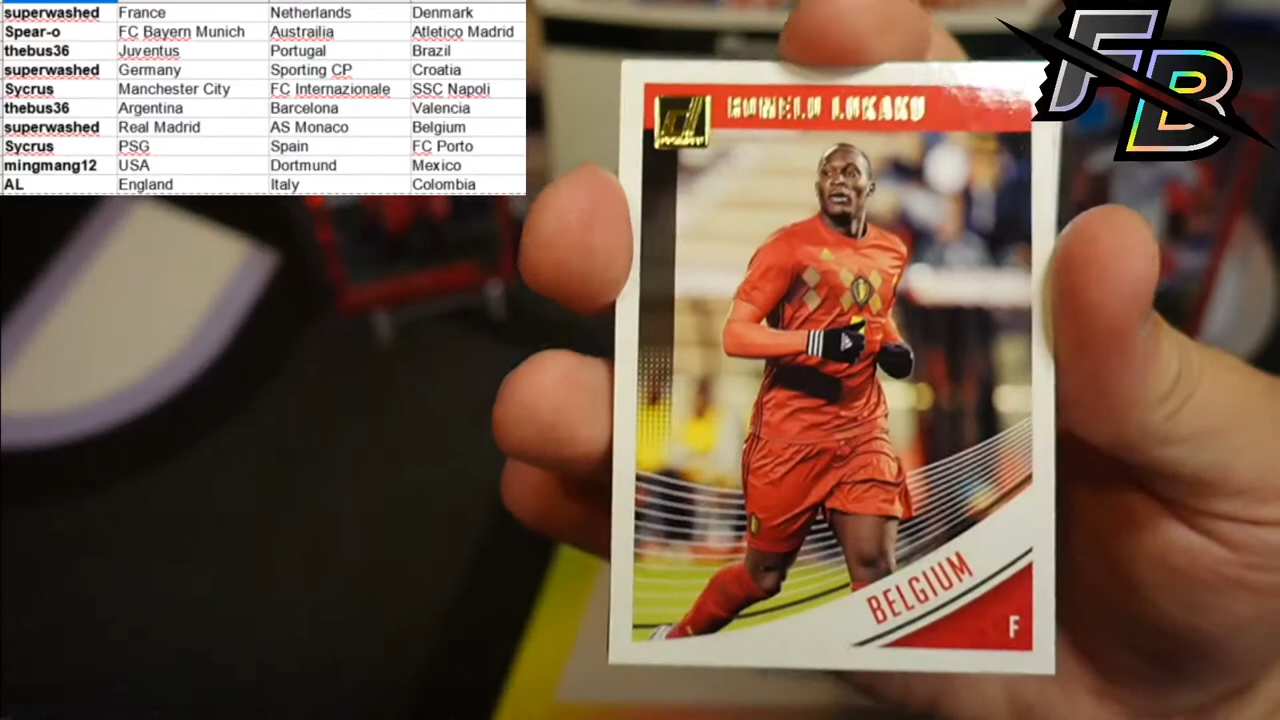 superwashed France Netherlands Denmark
Spear-o FC Bayern Munich Austrailia Atletico Madrid
thebus36 Juventus Portugal Brazil
superwashed Germany Sporting CP Croatia
Sycrus Manchester City FC Internazionale SSC Napoli
thebus36 Argentina Barcelona Valencia
superwashed Real Madrid AS Monaco Belgium
Sycrus PSG Spain FC Porto
mingmang12 USA Dortmund Mexico
AL England Italy Colombia
FB
ROMELU LUKAKU
BELGIUM
F